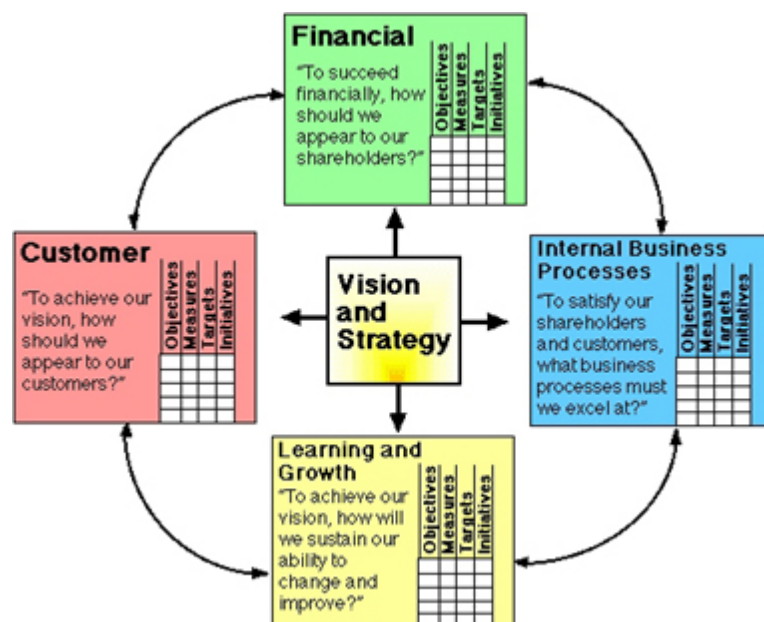 Financial
“To succeed
financially, how
should we
appear to our
shareholders?”
Objectives
Measures
Targets
Initiatives
Customer
“To achieve our
vision, how
should we
appear to our
customers?”
Objectives
Measures
Targets
Initiatives
Vision
and
Strategy
Internal Business
Processes
“To satisfy our
shareholders
and customers,
what business
processes must
we excel at?”
Objectives
Measures
Targets
Initiatives
Learning and
Growth
“To achieve our
vision, how will
we sustain our
ability to
change and
improve?”
Objectives
Measures
Targets
Initiatives